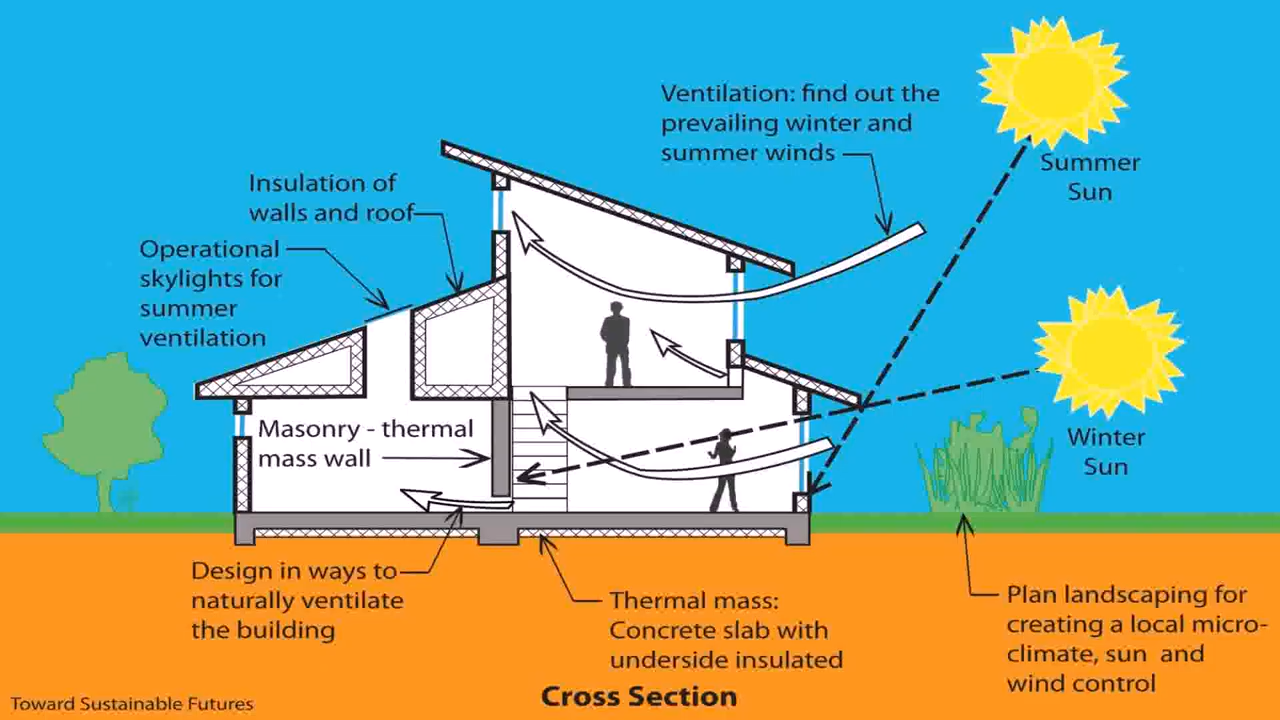 Ventilation: find out the
prevailing winter and
summer winds
Summer
Sun
Insulation of
walls and roof
Operational
skylights for
summer
ventilation
Masonry - thermal
mass wall
Winter
Sun
Design in ways to
naturally ventilate
the building
Thermal mass:
Concrete slab with
underside insulated
Plan landscaping for
creating a local micro-
climate, sun and
wind control
Cross Section
Toward Sustainable Futures